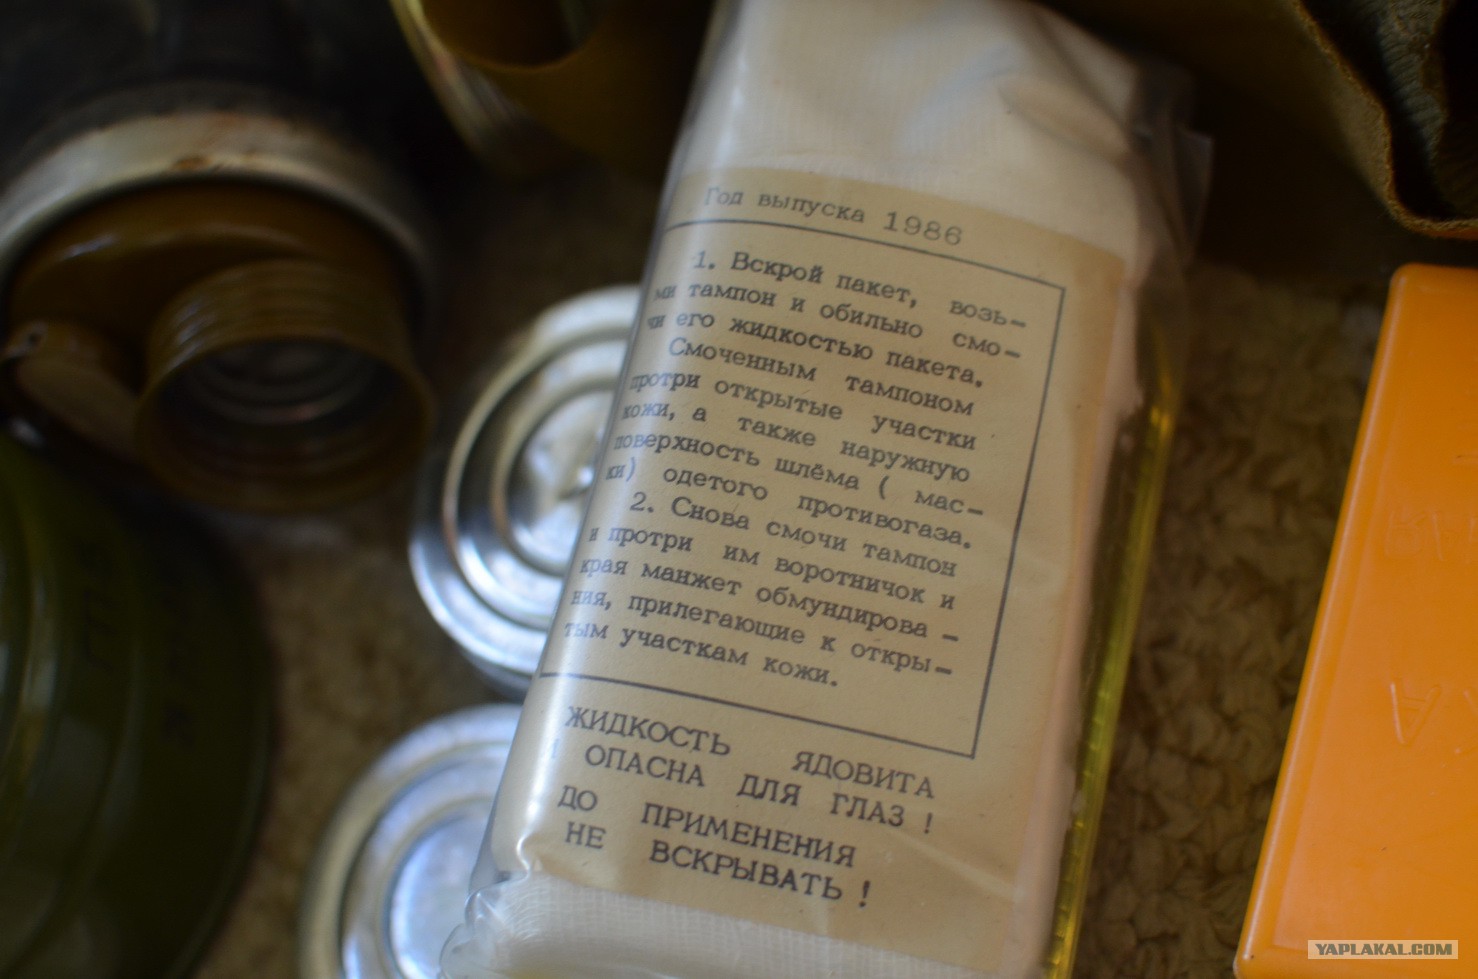 Год выпуска 1986
1. Вскрой пакет, возь-
ми тампон и обильно смо-
чи его жидкостью пакета.
Смоченным тампоном
протри открытые участки
кожи, а также наружную
поверхность шлёма ( мас-
ки) одетого противогаза.
2. Снова смочи тампон
и протри им воротничок и
края манжет обмундирова -
ния, прилегающие к откры-
тым участкам кожи.
ЖИДКОСТЬ ЯДОВИТА
И ОПАСНА ДЛЯ ГЛАЗ !
ДО ПРИМЕНЕНИЯ
НЕ ВСКРЫВАТЬ !
YAPLAKAL.COM